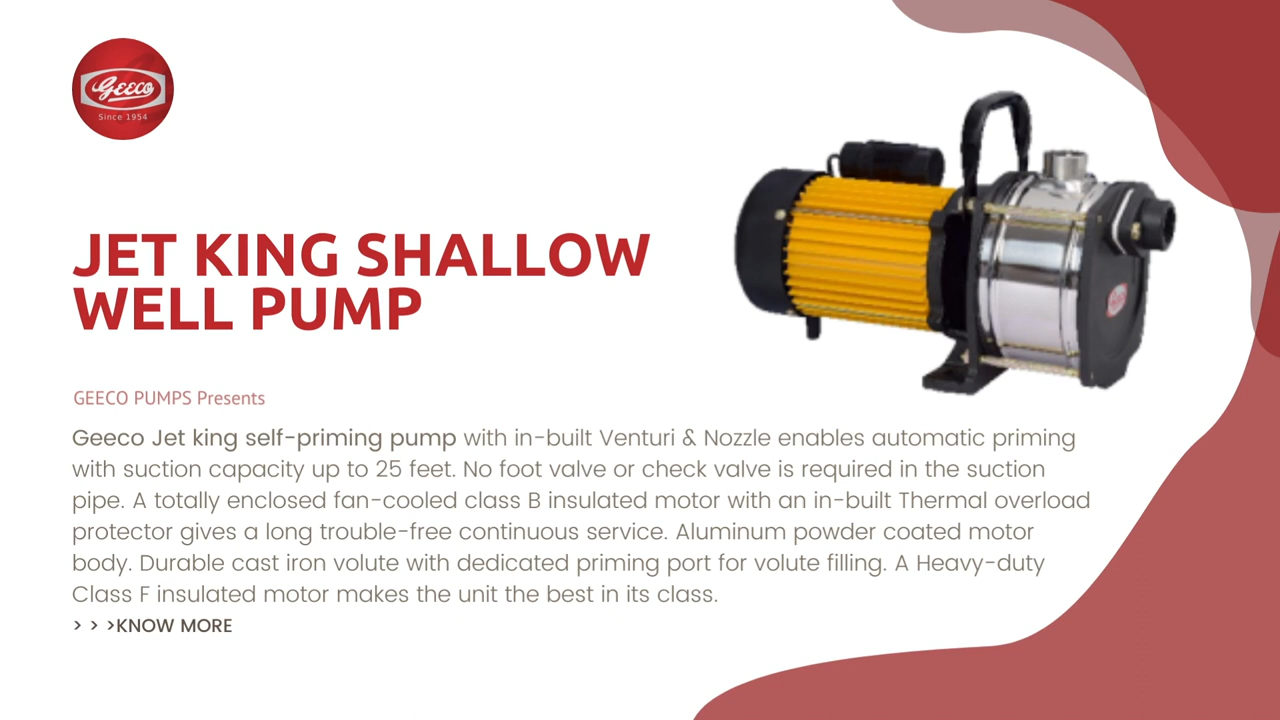 Geeco
Since 1954
JET KING SHALLOW
WELL PUMP
GEECO PUMPS Presents
Geeco Jet king self-priming pump with in-built Venturi & Nozzle enables automatic priming
with suction capacity up to 25 feet. No foot valve or check valve is required in the suction
pipe. A totally enclosed fan-cooled class B insulated motor with an in-built Thermal overload
protector gives a long trouble-free continuous service. Aluminum powder coated motor
body. Durable cast iron volute with dedicated priming port for volute filling. A Heavy-duty
Class F insulated motor makes the unit the best in its class.
> > >KNOW MORE